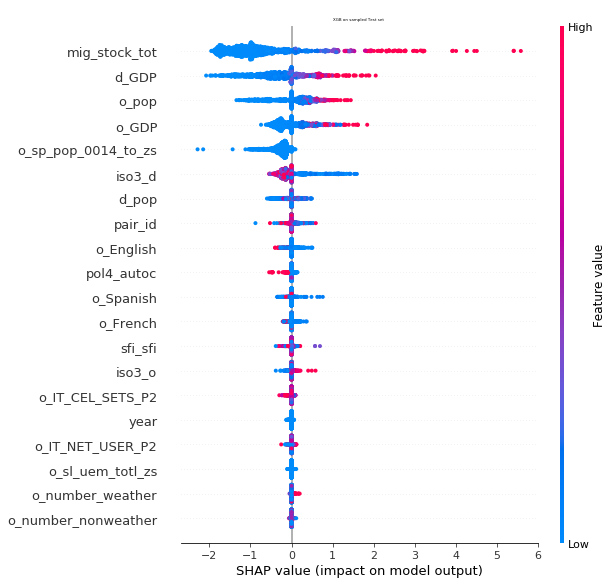 XGB on sampled Test set
High
mig_stock_tot
d_GDP
o_pop
o_GDP
o_sp_pop_0014_to_zs
iso3_d
d_pop
pair_id
o_English
pol4_autoc
o_Spanish
o_French
sfi_sfi
iso3_o
o_IT_CEL_SETS_P2
year
o_IT_NET_USER_P2
o_sl_uem_totl_zs
o_number_weather
o_number_nonweather
Feature value
Low
−2 −1 0 1 2 3 4 5 6
SHAP value (impact on model output)